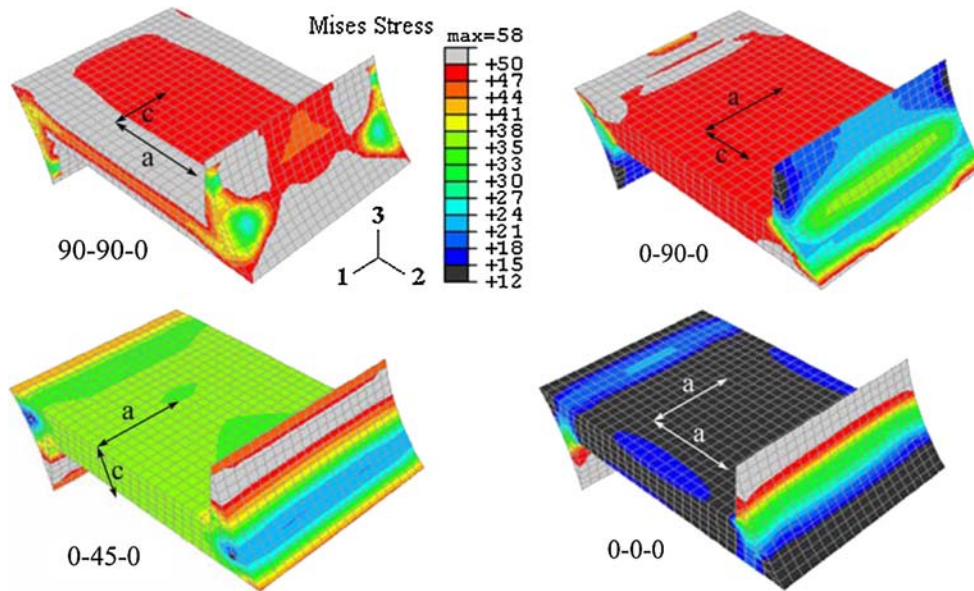 Mises Stress
max=58
+50
+47
+44
+41
+38
+35
+33
+30
+27
+24
+21
+18
+15
+12
c
a
90-90-0
3
1
2
a
c
0-90-0
a
c
0-45-0
a
a
0-0-0